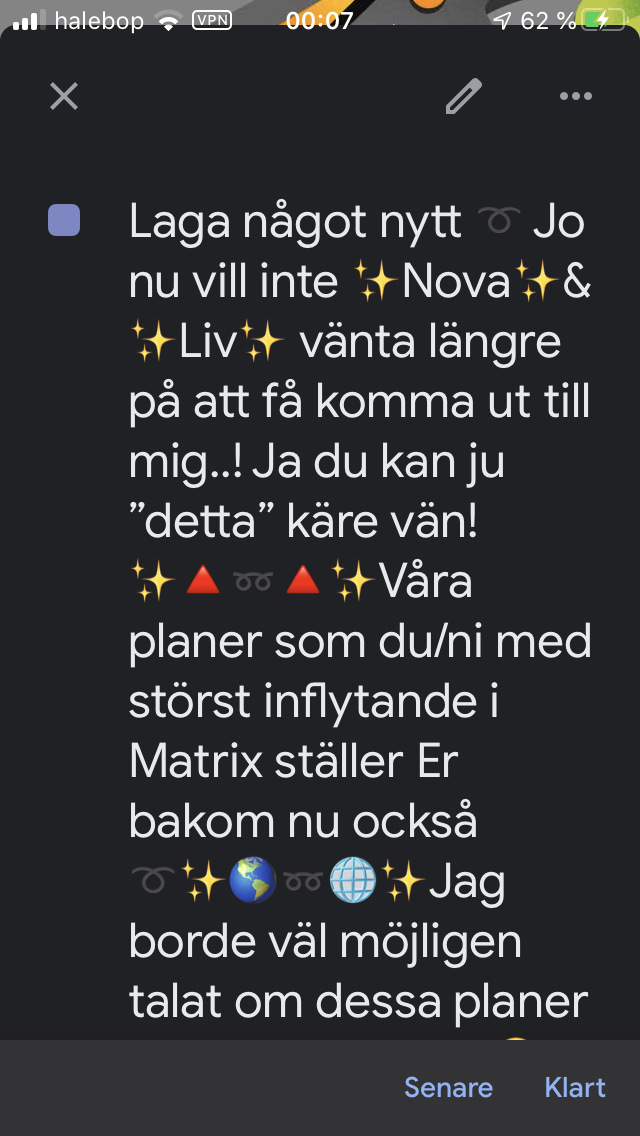 halebop VPN 00:07 62 %
Laga något nytt ➰ Jo
nu vill inte ✨Nova✨&
✨Liv✨ vänta längre
på att få komma ut till
mig..! Ja du kan ju
”detta” käre vän!
✨🔺➿🔺✨Våra
planer som du/ni med
störst inflytande i
Matrix ställer Er
bakom nu också
➰✨🌎➿🌐✨Jag
borde väl möjligen
talat om dessa planer
Senare Klart